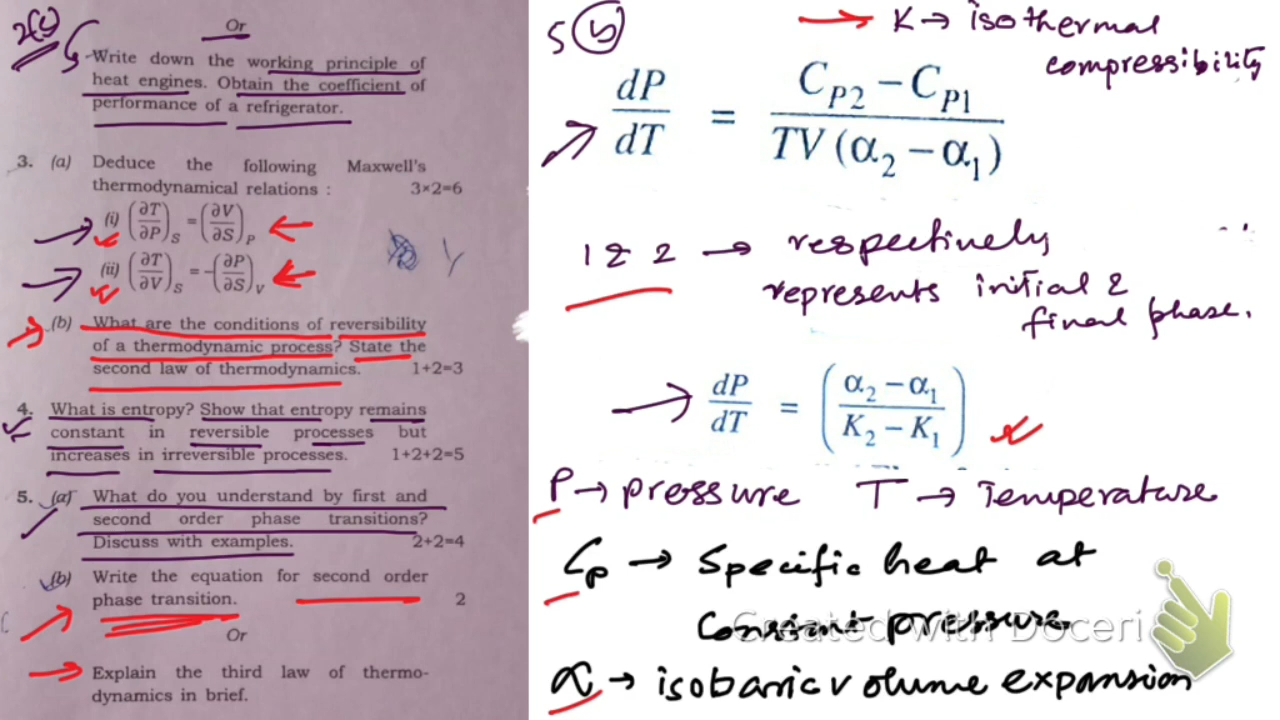 2(c)
Or
Write down the working principle of
heat engines. Obtain the coefficient of
performance of a refrigerator.
3. (a) Deduce the following Maxwell's
thermodynamical relations : 3×2=6
(i) (∂T/∂P)_S = (∂V/∂S)_P
(ii) (∂T/∂V)_S = -(∂P/∂S)_V
(b) What are the conditions of reversibility
of a thermodynamic process? State the
second law of thermodynamics. 1+2=3
4. What is entropy? Show that entropy remains
constant in reversible processes but
increases in irreversible processes. 1+2+2=5
5. (a) What do you understand by first and
second order phase transitions?
Discuss with examples. 2+2=4
(b) Write the equation for second order
phase transition. 2
Or
Explain the third law of thermo-
dynamics in brief.
5 (b) → K → isothermal
compressibility
dP/dT = (C_P2 − C_P1)/(TV(α_2 − α_1))
1 & 2 → respectively
represents initial &
final phase.
dP/dT = ((α_2 − α_1)/(K_2 − K_1))
P → pressure T → Temperature
C_P → Specific heat at
Constant pressure
Created with Doceri
α → isobaric volume expansion